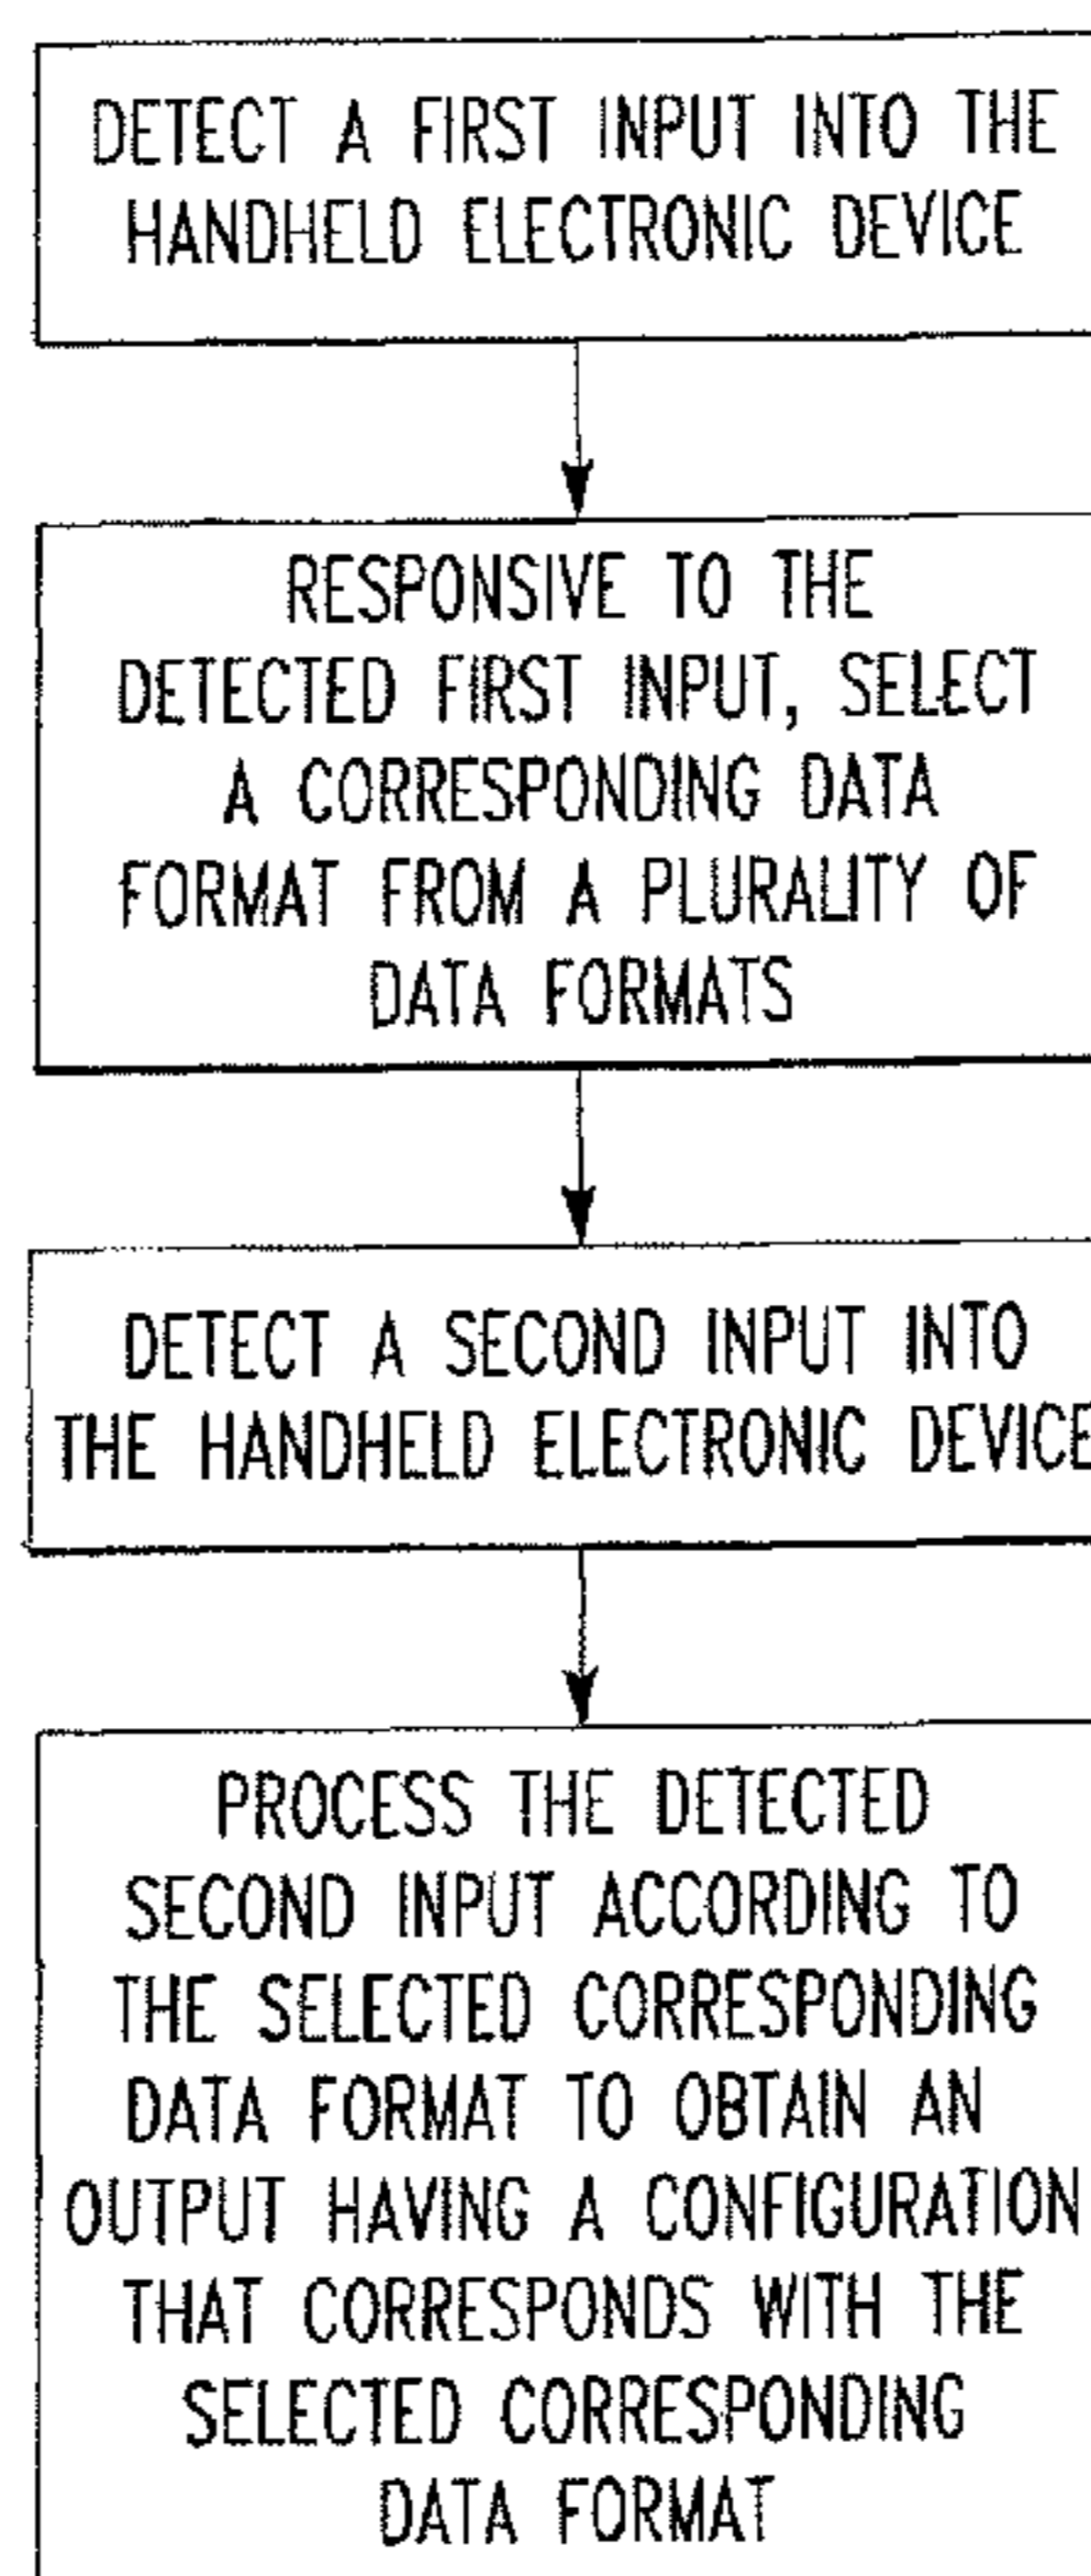 DETECT A FIRST INPUT INTO THE
HANDHELD ELECTRONIC DEVICE
RESPONSIVE TO THE
DETECTED FIRST INPUT, SELECT
A CORRESPONDING DATA
FORMAT FROM A PLURALITY OF
DATA FORMATS
DETECT A SECOND INPUT INTO
THE HANDHELD ELECTRONIC DEVICE
PROCESS THE DETECTED
SECOND INPUT ACCORDING TO
THE SELECTED CORRESPONDING
DATA FORMAT TO OBTAIN AN
OUTPUT HAVING A CONFIGURATION
THAT CORRESPONDS WITH THE
SELECTED CORRESPONDING
DATA FORMAT